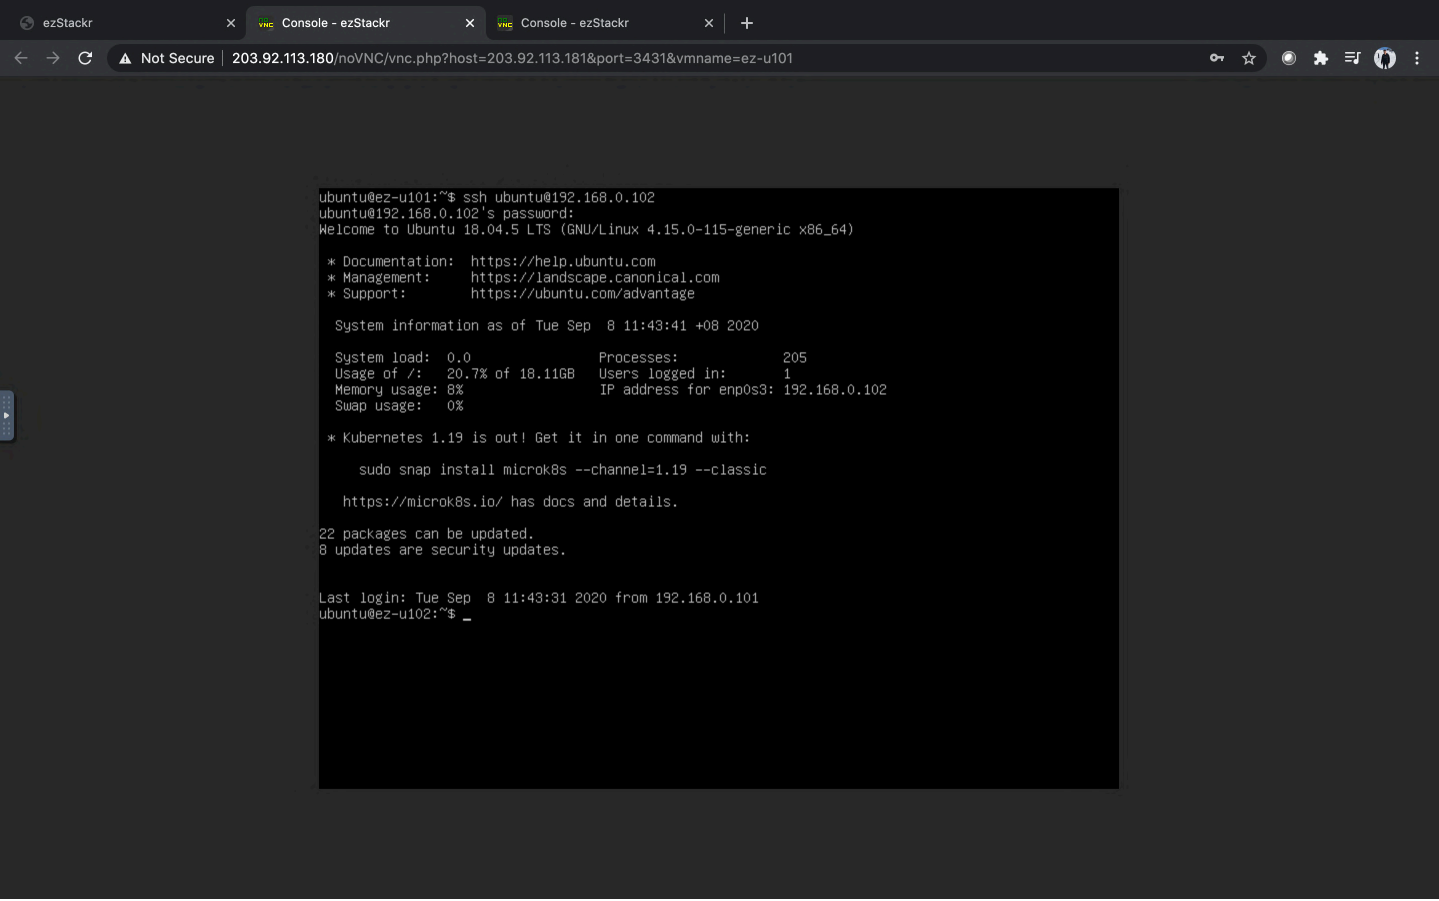 ezStackr
Console - ezStackr
Console - ezStackr
Not Secure
203.92.113.180/noVNC/vnc.php?host=203.92.113.181&port=3431&vmname=ez-u101
ubuntu@ez-u101:~$ ssh ubuntu@192.168.0.102
ubuntu@192.168.0.102's password:
Welcome to Ubuntu 18.04.5 LTS (GNU/Linux 4.15.0-115-generic x86_64)
* Documentation:  https://help.ubuntu.com
* Management:     https://landscape.canonical.com
* Support:        https://ubuntu.com/advantage
System information as of Tue Sep  8 11:43:41 +08 2020
System load:  0.0                Processes:             205
Usage of /:   20.7% of 18.11GB   Users logged in:       1
Memory usage: 8%                 IP address for enp0s3: 192.168.0.102
Swap usage:   0%
* Kubernetes 1.19 is out! Get it in one command with:
sudo snap install microk8s --channel=1.19 --classic
https://microk8s.io/ has docs and details.
22 packages can be updated.
8 updates are security updates.
Last login: Tue Sep  8 11:43:31 2020 from 192.168.0.101
ubuntu@ez-u102:~$ _